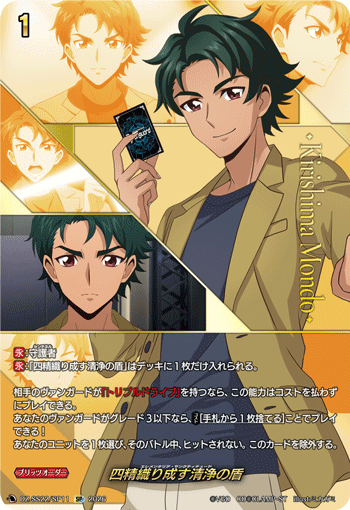 1
Kirishima Mondo
永:守護者
永:「四精織り成す清浄の盾」はデッキに1枚だけ入れられる。
相手のヴァンガードが『トリプルドライブ』を持つなら、この能力はコストを払わず
にプレイできる。
あなたのヴァンガードがグレード3以下なら、[手札から1枚捨てる]ことでプレイ
できる!
あなたのユニットを1枚選び、そのバトル中、ヒットされない。このカードを除外する。
ブリッツオーダー
四精織り成す清浄の盾
2026